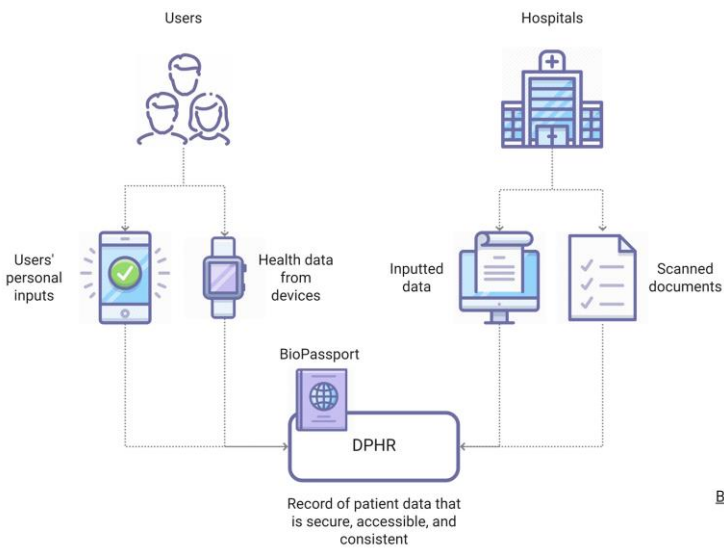 Users
Hospitals
Users'
personal
inputs
Health data
from
devices
Inputted
data
Scanned
documents
BioPassport
DPHR
Record of patient data that
is secure, accessible, and
consistent
B